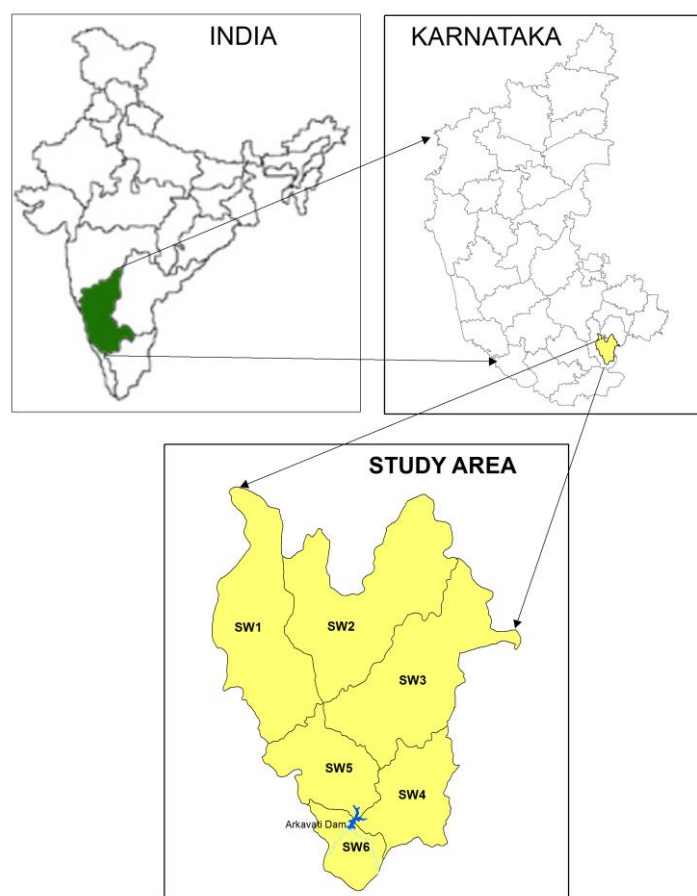 INDIA
KARNATAKA
STUDY AREA
SW1
SW2
SW3
SW5
SW4
Arkavati Dam
SW6